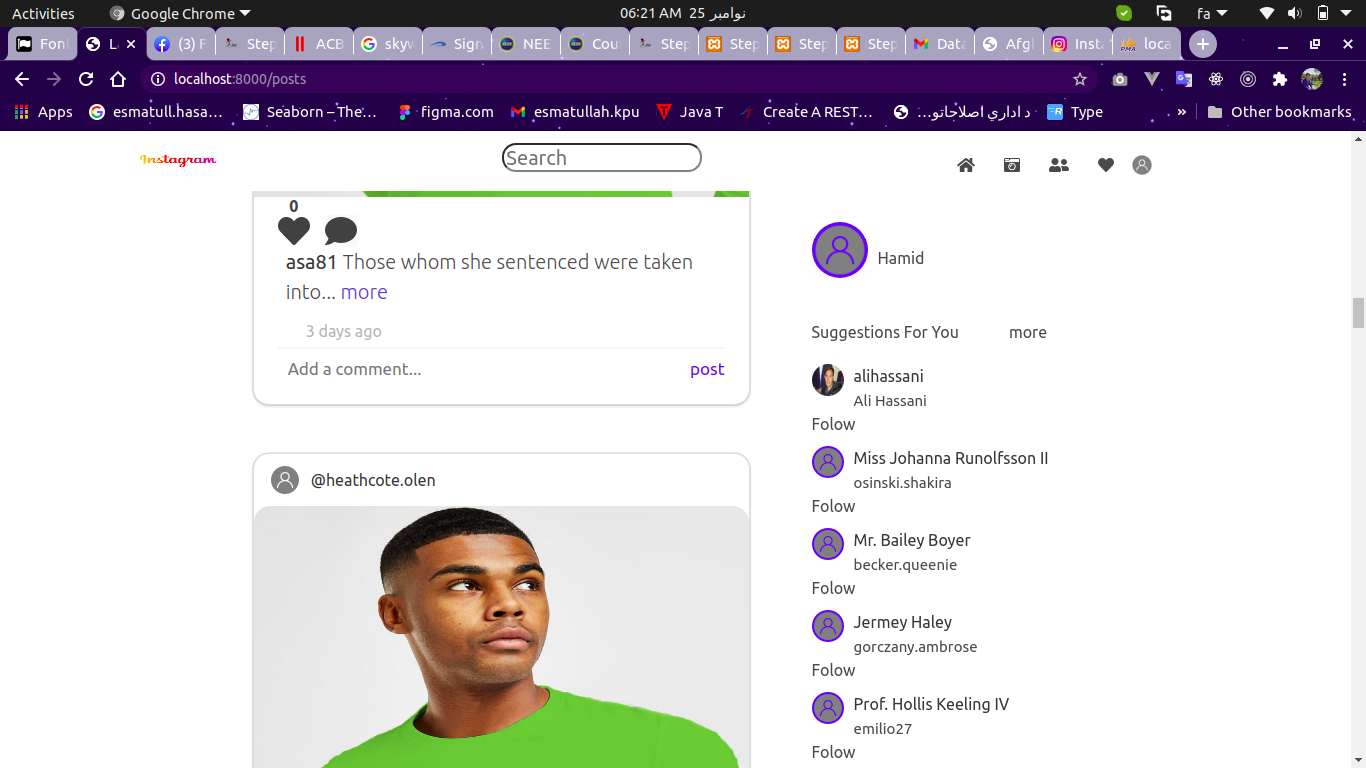 Activities
Google Chrome
06:21 AM 25 نوامبر
fa
Font
La
(3) F
Step
ACB
skyw
Signa
NEE
Cou
Step
Step
Step
Step
Data
Afgh
Insta
loca
localhost:8000/posts
Apps
esmatull.hasa...
Seaborn – The...
figma.com
esmatullah.kpu
Java T
Create A REST...
د اداري اصلاحاتو...
Type
»
Other bookmarks
Instagram
Search
0
asa81 Those whom she sentenced were taken
into... more
3 days ago
Add a comment...
post
@heathcote.olen
Hamid
Suggestions For You
more
alihassani
Ali Hassani
Folow
Miss Johanna Runolfsson II
osinski.shakira
Folow
Mr. Bailey Boyer
becker.queenie
Folow
Jermey Haley
gorczany.ambrose
Folow
Prof. Hollis Keeling IV
emilio27
Folow